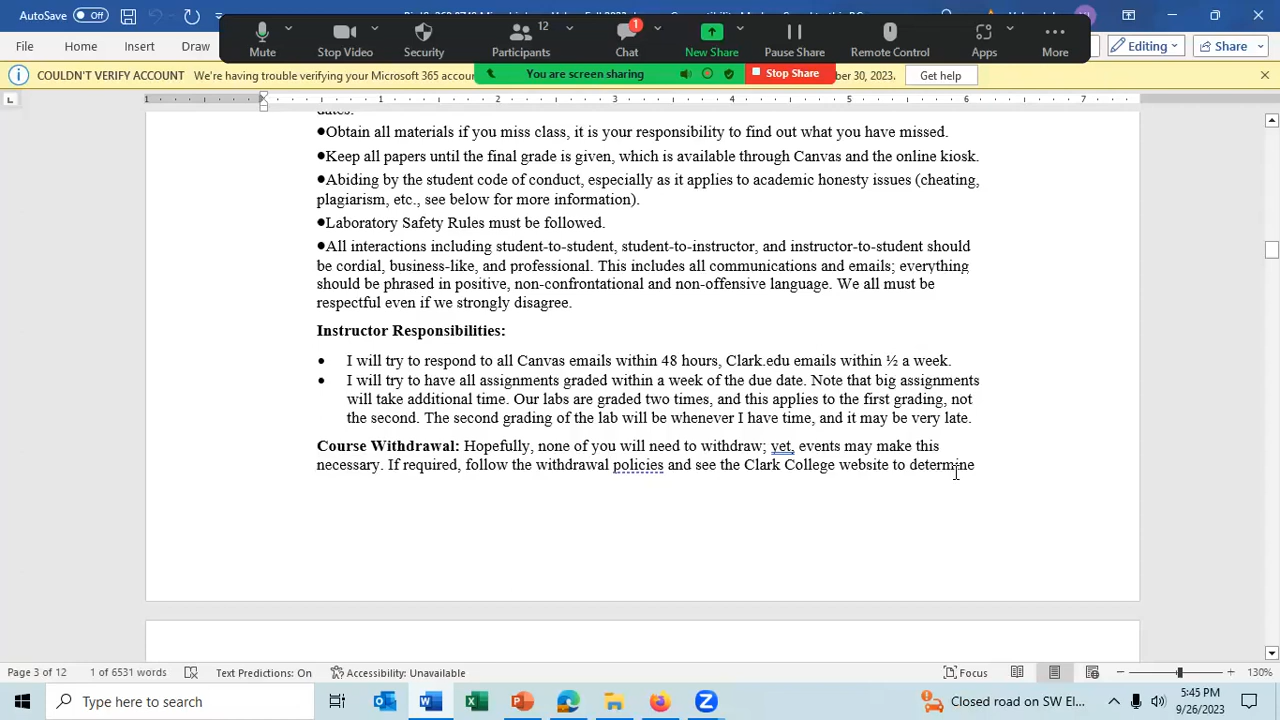 AutoSave
Off
Mute
Stop Video
Security
12
Participants
1
Chat
New Share
Pause Share
Remote Control
Apps
More
File
Home
Insert
Draw
Editing
Share
You are screen sharing
Stop Share
COULDN'T VERIFY ACCOUNT We're having trouble verifying your Microsoft 365 accou
ber 30, 2023.
Get help
1 1 2 3 4 5 6 7
dates.
●Obtain all materials if you miss class, it is your responsibility to find out what you have missed.
●Keep all papers until the final grade is given, which is available through Canvas and the online kiosk.
●Abiding by the student code of conduct, especially as it applies to academic honesty issues (cheating,
plagiarism, etc., see below for more information).
●Laboratory Safety Rules must be followed.
●All interactions including student-to-student, student-to-instructor, and instructor-to-student should
be cordial, business-like, and professional. This includes all communications and emails; everything
should be phrased in positive, non-confrontational and non-offensive language. We all must be
respectful even if we strongly disagree.
Instructor Responsibilities:
• I will try to respond to all Canvas emails within 48 hours, Clark.edu emails within ½ a week.
• I will try to have all assignments graded within a week of the due date. Note that big assignments
will take additional time. Our labs are graded two times, and this applies to the first grading, not
the second. The second grading of the lab will be whenever I have time, and it may be very late.
Course Withdrawal: Hopefully, none of you will need to withdraw; yet, events may make this
necessary. If required, follow the withdrawal policies and see the Clark College website to determine
Page 3 of 12
1 of 6531 words
Text Predictions: On
Accessibility: Unavailable
Focus
130%
Type here to search
Closed road on SW El...
5:45 PM
9/26/2023